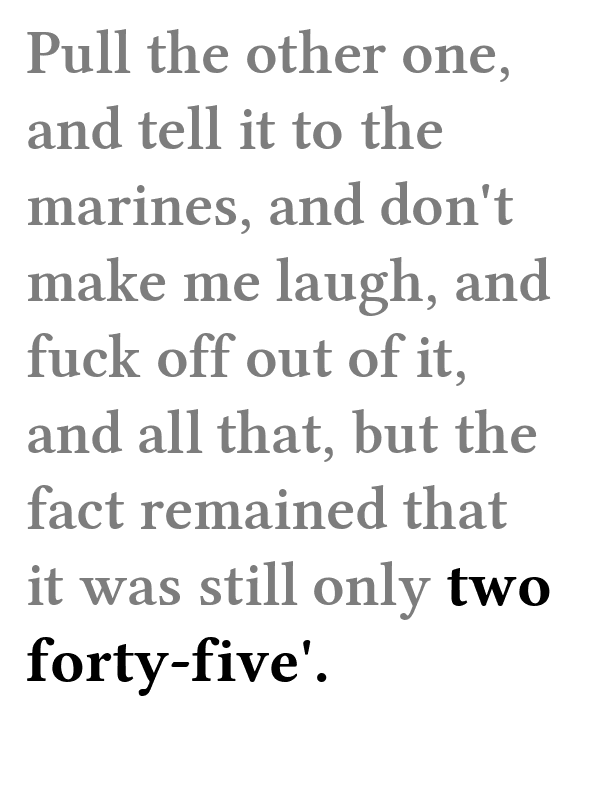 Pull the other one,
and tell it to the
marines, and don't
make me laugh, and
fuck off out of it,
and all that, but the
fact remained that
it was still only two
forty-five'.